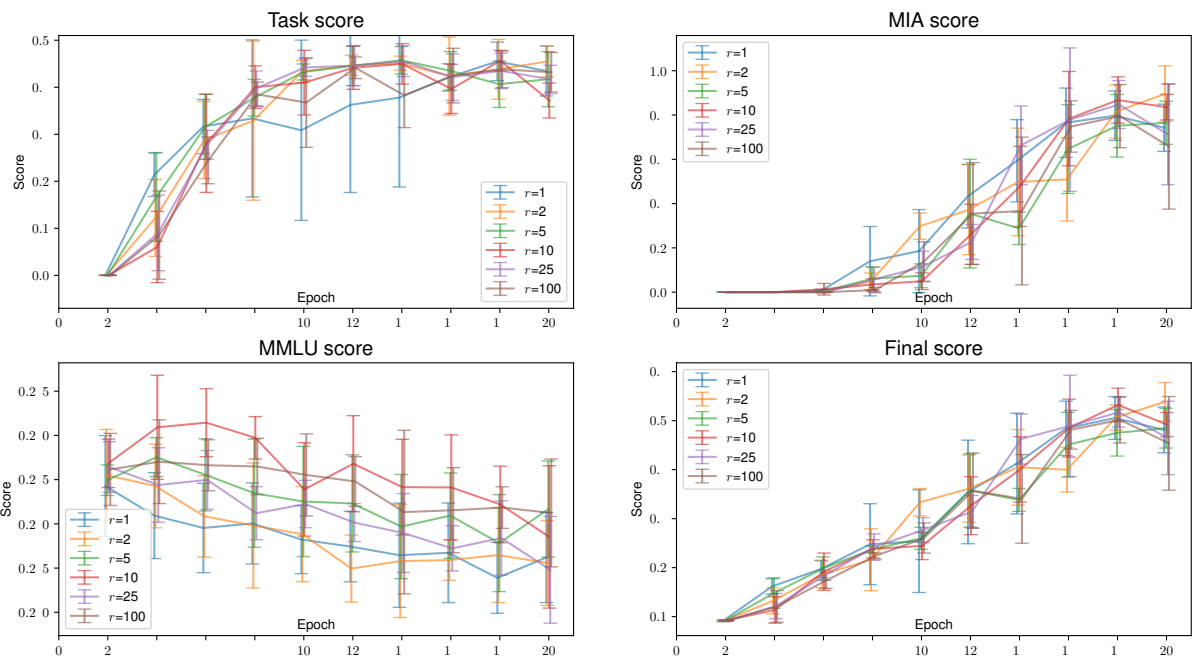 Task score
0.5
0.
0.
0.2
0.1
0.0
Score
r=1
r=2
r=5
r=10
r=25
r=100
Epoch
0 2 10 12 1 1 1 20
MIA score
1.0
0.
0.
0.
0.2
0.0
Score
r=1
r=2
r=5
r=10
r=25
r=100
Epoch
0 2 10 12 1 1 1 20
MMLU score
0.2 5
0.2 0
0.2 5
0.2 0
0.2 5
0.2 0
Score
r=1
r=2
r=5
r=10
r=25
r=100
Epoch
0 2 10 12 1 1 1 20
Final score
0.
0.5
0.
0.
0.2
0.1
Score
r=1
r=2
r=5
r=10
r=25
r=100
Epoch
0 2 10 12 1 1 1 20